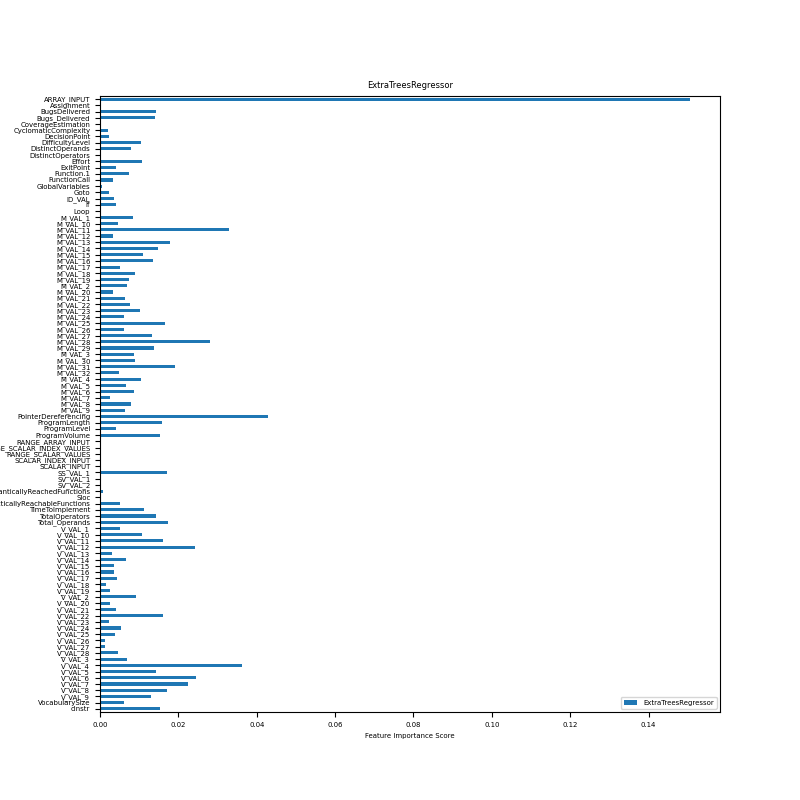 ExtraTreesRegressor
ARRAY_INPUT
Assignment
BugsDelivered
Bugs_Delivered
CoverageEstimation
CyclomaticComplexity
DecisionPoint
DifficultyLevel
DistinctOperands
DistinctOperators
Effort
ExitPoint
Function.1
FunctionCall
GlobalVariables
Goto
ID_VAL
If
Loop
M_VAL_1
M_VAL_10
M_VAL_11
M_VAL_12
M_VAL_13
M_VAL_14
M_VAL_15
M_VAL_16
M_VAL_17
M_VAL_18
M_VAL_19
M_VAL_2
M_VAL_20
M_VAL_21
M_VAL_22
M_VAL_23
M_VAL_24
M_VAL_25
M_VAL_26
M_VAL_27
M_VAL_28
M_VAL_29
M_VAL_3
M_VAL_30
M_VAL_31
M_VAL_32
M_VAL_4
M_VAL_5
M_VAL_6
M_VAL_7
M_VAL_8
M_VAL_9
PointerDereferencing
ProgramLength
ProgramLevel
ProgramVolume
RANGE_ARRAY_INPUT
E_SCALAR_INDEX_VALUES
RANGE_SCALAR_VALUES
SCALAR_INDEX_INPUT
SCALAR_INPUT
SS_VAL_1
SV_VAL_1
SV_VAL_2
anticallyReachedFunctions
Sloc
ticallyReachableFunctions
TimeToImplement
TotalOperators
Total_Operands
V_VAL_1
V_VAL_10
V_VAL_11
V_VAL_12
V_VAL_13
V_VAL_14
V_VAL_15
V_VAL_16
V_VAL_17
V_VAL_18
V_VAL_19
V_VAL_2
V_VAL_20
V_VAL_21
V_VAL_22
V_VAL_23
V_VAL_24
V_VAL_25
V_VAL_26
V_VAL_27
V_VAL_28
V_VAL_3
V_VAL_4
V_VAL_5
V_VAL_6
V_VAL_7
V_VAL_8
V_VAL_9
VocabularySize
cinstr
ExtraTreesRegressor
0.00 0.02 0.04 0.06 0.08 0.10 0.12 0.14
Feature Importance Score